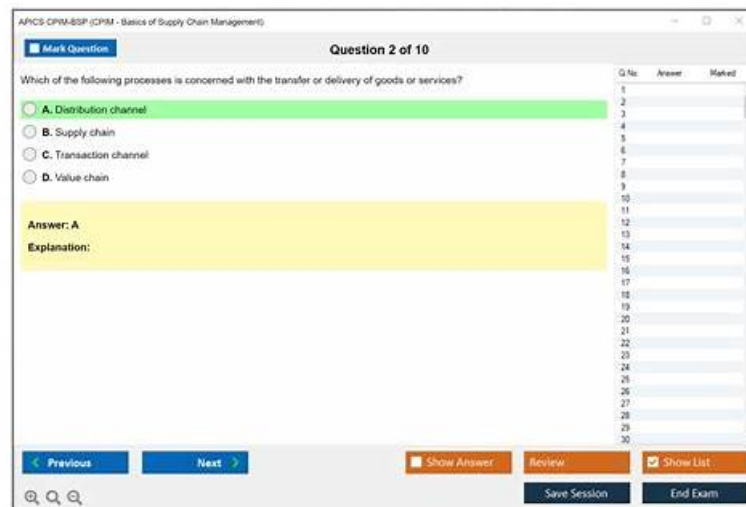 APICS-CPIM-BSP (CPIM - Basics of Supply Chain Management)
Mark Question
Question 2 of 10
Which of the following processes is concerned with the transfer or delivery of goods or services?
A. Distribution channel
B. Supply chain
C. Transaction channel
D. Value chain
Answer: A
Explanation:
Q.No Answer Marked
1
2
3
4
5
6
7
8
9
10
11
12
13
14
15
16
17
18
19
20
21
22
23
24
25
26
27
28
29
30
Previous
Next
Show Answer
Review
Show List
Save Session
End Exam